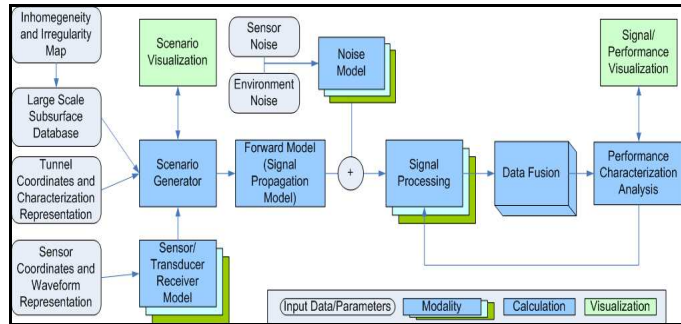 Inhomegeneity
and Irregularity
Map
Large Scale
Subsurface
Database
Tunnel
Coordinates and
Characterization
Representation
Sensor
Coordinates and
Waveform
Representation
Scenario
Visualization
Scenario
Generator
Sensor/
Transducer
Receiver
Model
Sensor
Noise
Environment
Noise
Noise
Model
Forward Model
(Signal
Propagation
Model)
+
Signal
Processing
Data Fusion
Signal/
Performance
Visualization
Performance
Characterization
Analysis
Input Data/Parameters
Modality
Calculation
Visualization